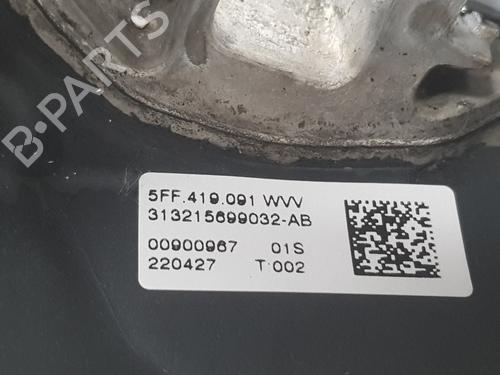 B-PARTS
5FF.419.091 WVV
313215699032-AB
00900967 01S
220427 T:002